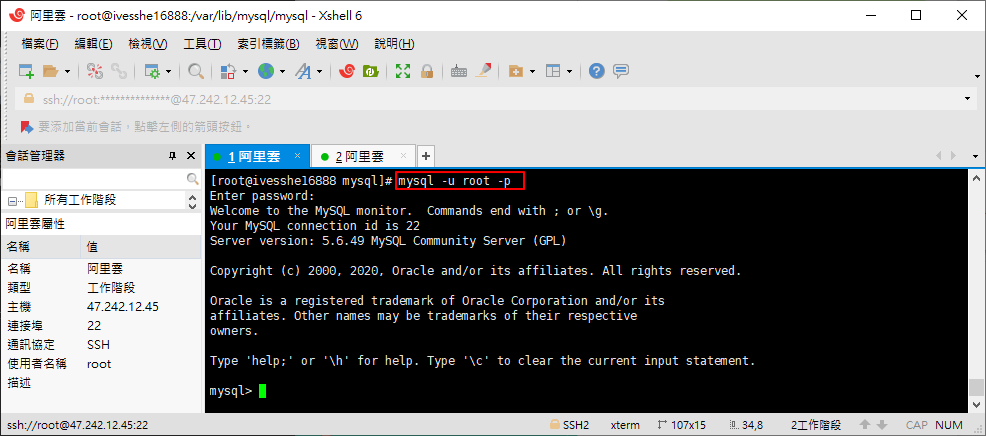 阿里雲 - root@ivesshe16888:/var/lib/mysql/mysql - Xshell 6
檔案(F) 編輯(E) 檢視(V) 工具(T) 索引標籤(B) 視窗(W) 說明(H)
ssh://root:**************@47.242.12.45:22
要添加當前會話，點擊左側的箭頭按鈕。
會話管理器
1 阿里雲 × 2 阿里雲 × +
所有工作階段
阿里雲屬性
名稱 值
名稱 阿里雲
類型 工作階段
主機 47.242.12.45
連接埠 22
通訊協定 SSH
使用者名稱 root
描述
[root@ivesshe16888 mysql]# mysql -u root -p
Enter password:
Welcome to the MySQL monitor.  Commands end with ; or \g.
Your MySQL connection id is 22
Server version: 5.6.49 MySQL Community Server (GPL)
Copyright (c) 2000, 2020, Oracle and/or its affiliates. All rights reserved.
Oracle is a registered trademark of Oracle Corporation and/or its
affiliates. Other names may be trademarks of their respective
owners.
Type 'help;' or '\h' for help. Type '\c' to clear the current input statement.
mysql>
ssh://root@47.242.12.45:22 SSH2 xterm 107x15 34,8 2工作階段 CAP NUM